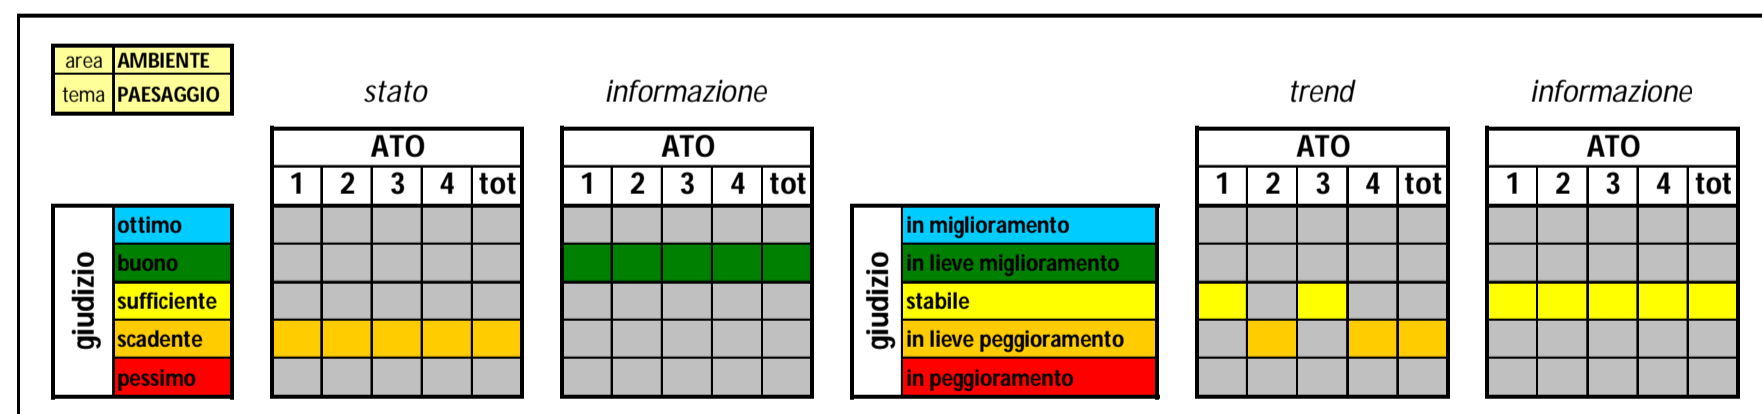 area AMBIENTE
tema PAESAGGIO
stato informazione trend informazione
ATO ATO ATO ATO
1 2 3 4 tot 1 2 3 4 tot 1 2 3 4 tot 1 2 3 4 tot
giudizio
ottimo
buono
sufficiente
scadente
pessimo
giudizio
in miglioramento
in lieve miglioramento
stabile
in lieve peggioramento
in peggioramento